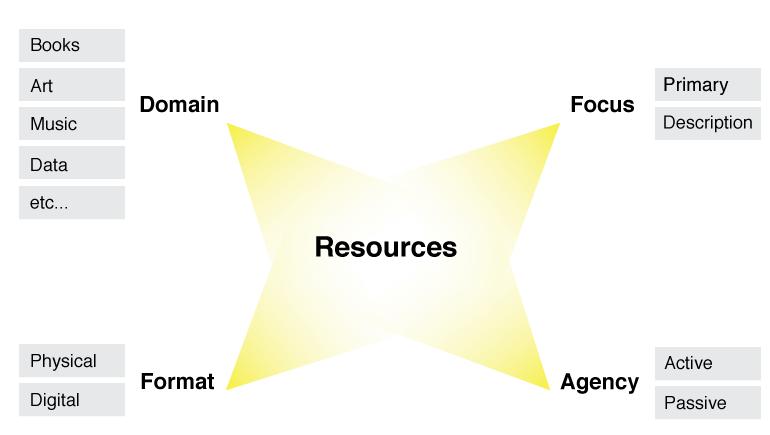 Books
Art
Music
Data
etc...
Domain
Focus
Primary
Description
Resources
Physical
Digital
Format
Agency
Active
Passive